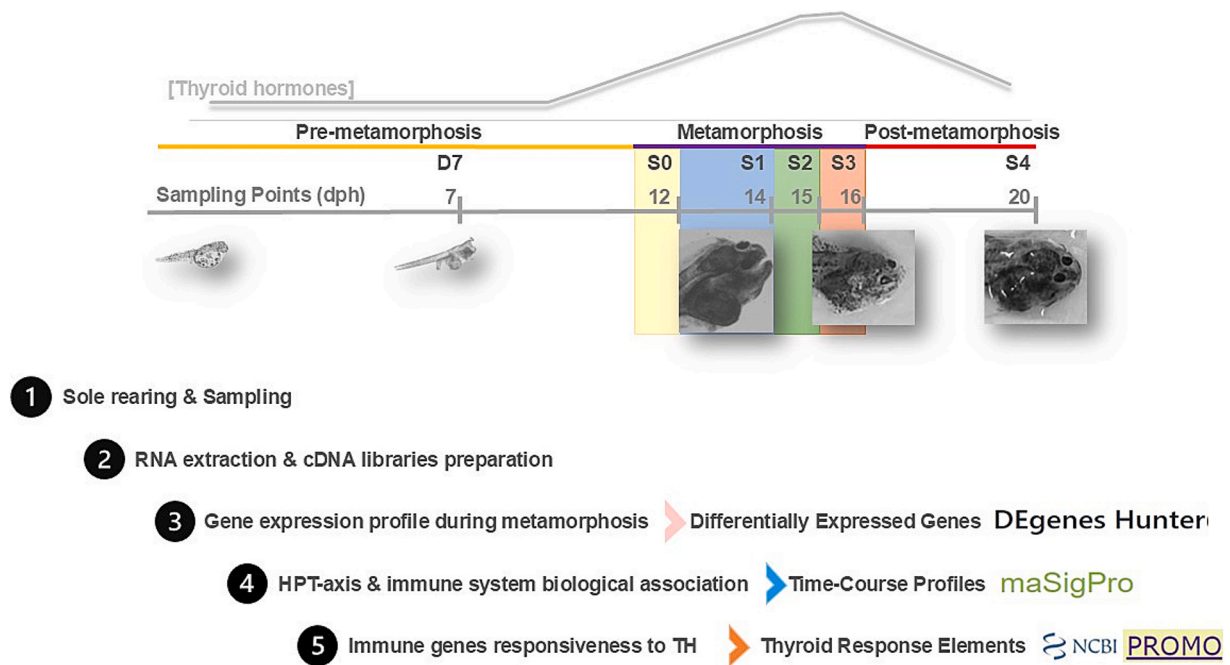 [Thyroid hormones]
Pre-metamorphosis Metamorphosis Post-metamorphosis
D7 S0 S1 S2 S3 S4
Sampling Points (dph) 7 12 14 15 16 20
1 Sole rearing & Sampling
2 RNA extraction & cDNA libraries preparation
3 Gene expression profile during metamorphosis Differentially Expressed Genes DEgenes Hunter
4 HPT-axis & immune system biological association Time-Course Profiles maSigPro
5 Immune genes responsiveness to TH Thyroid Response Elements NCBI PROMO